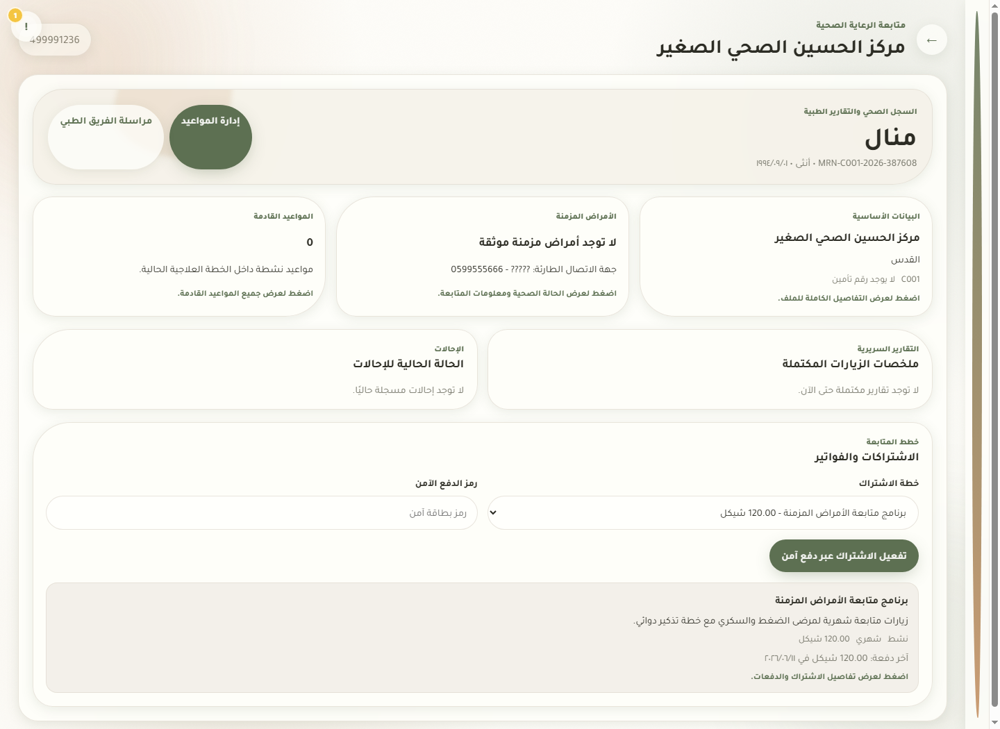 متابعة الرعاية الصحية
←
مركز الحسين الصحي الصغير
1
!
499991236
السجل الصحي والتقارير الطبية
منال
MRN-C001-2026-387608 • أنثى • ١٩٩٤/٠٩/٠١
إدارة المواعيد
مراسلة الفريق الطبي
البيانات الأساسية
مركز الحسين الصحي الصغير
القدس
C001 لا يوجد رقم تأمين
اضغط لعرض التفاصيل الكاملة للملف.
الأمراض المزمنة
لا توجد أمراض مزمنة موثقة
جهة الاتصال الطارئة: ????? - 0599555666
اضغط لعرض الحالة الصحية ومعلومات المتابعة.
المواعيد القادمة
0
مواعيد نشطة داخل الخطة العلاجية الحالية.
اضغط لعرض جميع المواعيد القادمة.
التقارير السريرية
ملخصات الزيارات المكتملة
لا توجد تقارير مكتملة حتى الآن.
الإحالات
الحالة الحالية للإحالات
لا توجد إحالات مسجلة حاليًا.
خطط المتابعة
الاشتراكات والفواتير
خطة الاشتراك
برنامج متابعة الأمراض المزمنة - 120.00 شيكل
رمز الدفع الآمن
رمز بطاقة آمن
تفعيل الاشتراك عبر دفع آمن
برنامج متابعة الأمراض المزمنة
زيارات متابعة شهرية لمرضى الضغط والسكري مع خطة تذكير دوائي.
نشط شهري 120.00 شيكل
آخر دفعة: 120.00 شيكل في ٢٠٢٦/٠٦/١١
اضغط لعرض تفاصيل الاشتراك والدفعات.